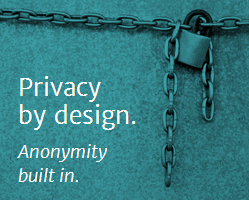 Privacy
by design.
Anonymity
built in.